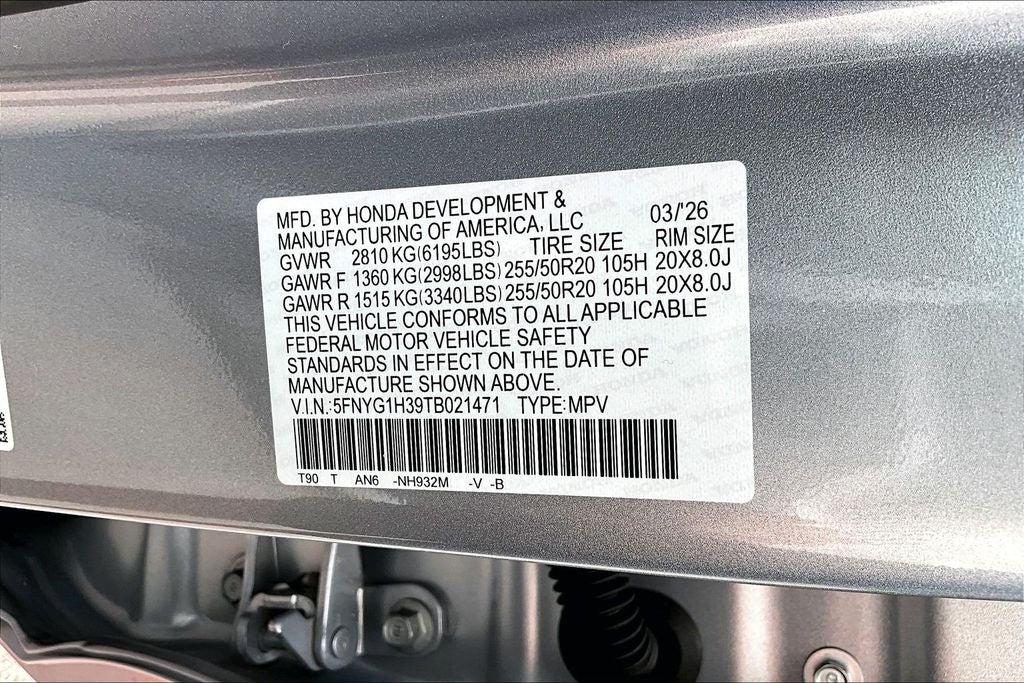 MFD. BY HONDA DEVELOPMENT &
MANUFACTURING OF AMERICA, LLC 03/'26
GVWR 2810 KG(6195LBS) TIRE SIZE RIM SIZE
GAWR F 1360 KG(2998LBS) 255/50R20 105H 20X8.0J
GAWR R 1515 KG(3340LBS) 255/50R20 105H 20X8.0J
THIS VEHICLE CONFORMS TO ALL APPLICABLE
FEDERAL MOTOR VEHICLE SAFETY
STANDARDS IN EFFECT ON THE DATE OF
MANUFACTURE SHOWN ABOVE.
V.I.N.:5FNYG1H39TB021471 TYPE:MPV
T90 T AN6 -NH932M -V -B